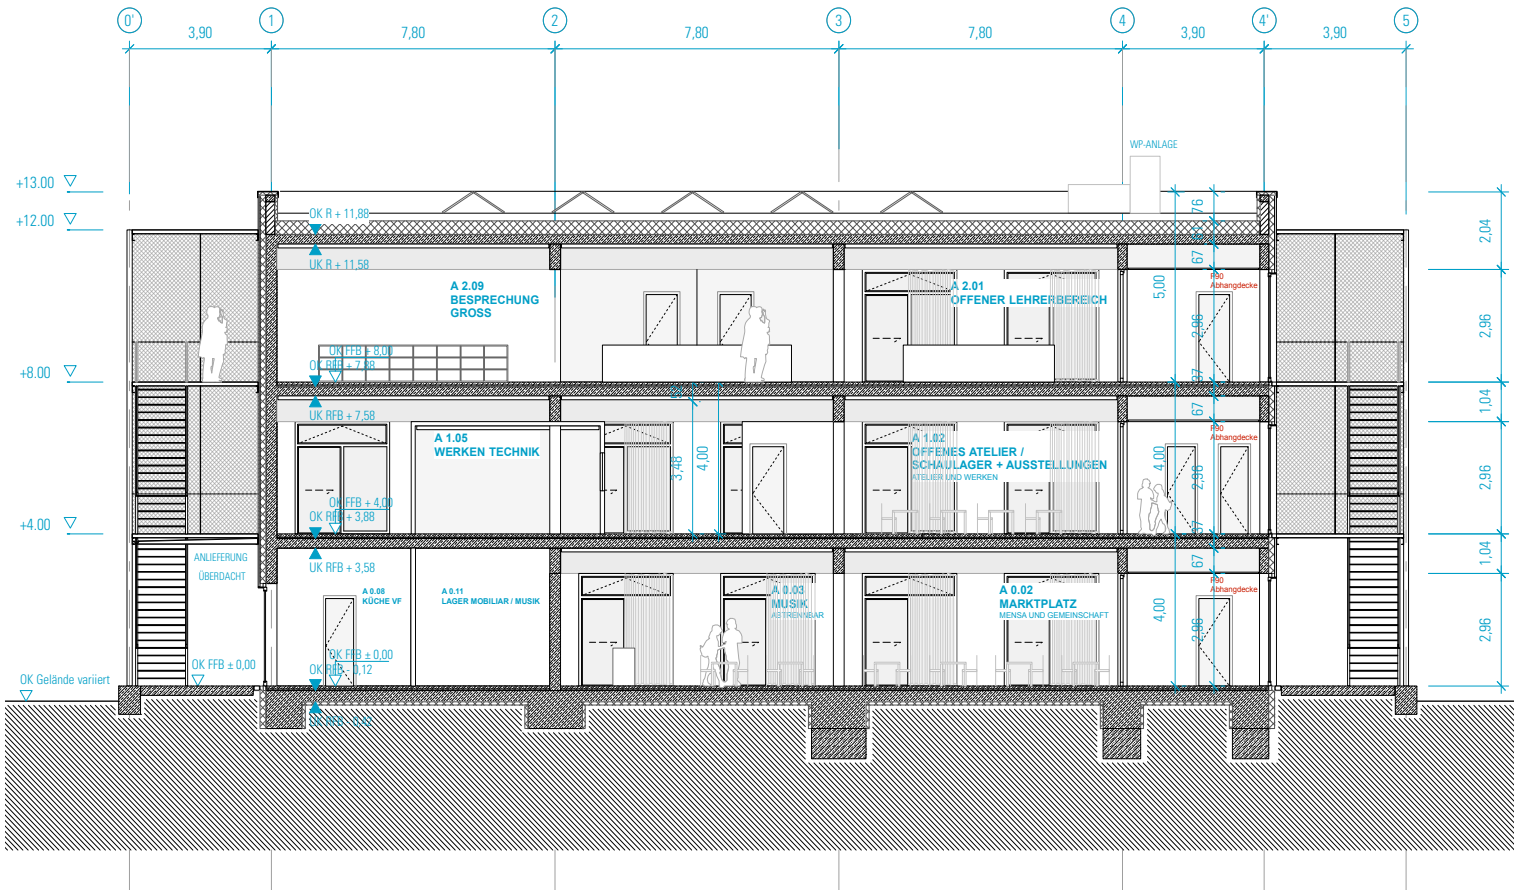 0' 1 2 3 4 4' 5
3,90 7,80 7,80 7,80 3,90 3,90
WP-ANLAGE
+13.00
+12.00
+8.00
+4.00
OK Gelände variiert
OK R + 11,88
UK R + 11,58
A 2.09
BESPRECHUNG
GROSS
A 2.01
OFFENER LEHRERBEREICH
F90
Abhangdecke
OK FFB + 8,00
OK RFB + 7,88
UK RFB + 7,58
A 1.05
WERKEN TECHNIK
A 1.02
OFFENES ATELIER /
SCHAULAGER + AUSSTELLUNGEN
ATELIER UND WERKEN
F90
Abhangdecke
3,48
4,00
OK FFB + 4,00
OK RFB + 3,88
UK RFB + 3,58
ANLIEFERUNG
ÜBERDACHT
A 0.08
KÜCHE VF
A 0.11
LAGER MOBILIAR / MUSIK
A 0.03
MUSIK
ABTRENNBAR
A 0.02
MARKTPLATZ
MENSA UND GEMEINSCHAFT
F90
Abhangdecke
OK FFB ± 0,00
OK FFB ± 0,00
OK RFB - 0,12
76
67
5,00
2,96
37
67
4,00
2,96
37
67
4,00
2,96
2,04
2,96
1,04
2,96
1,04
2,96